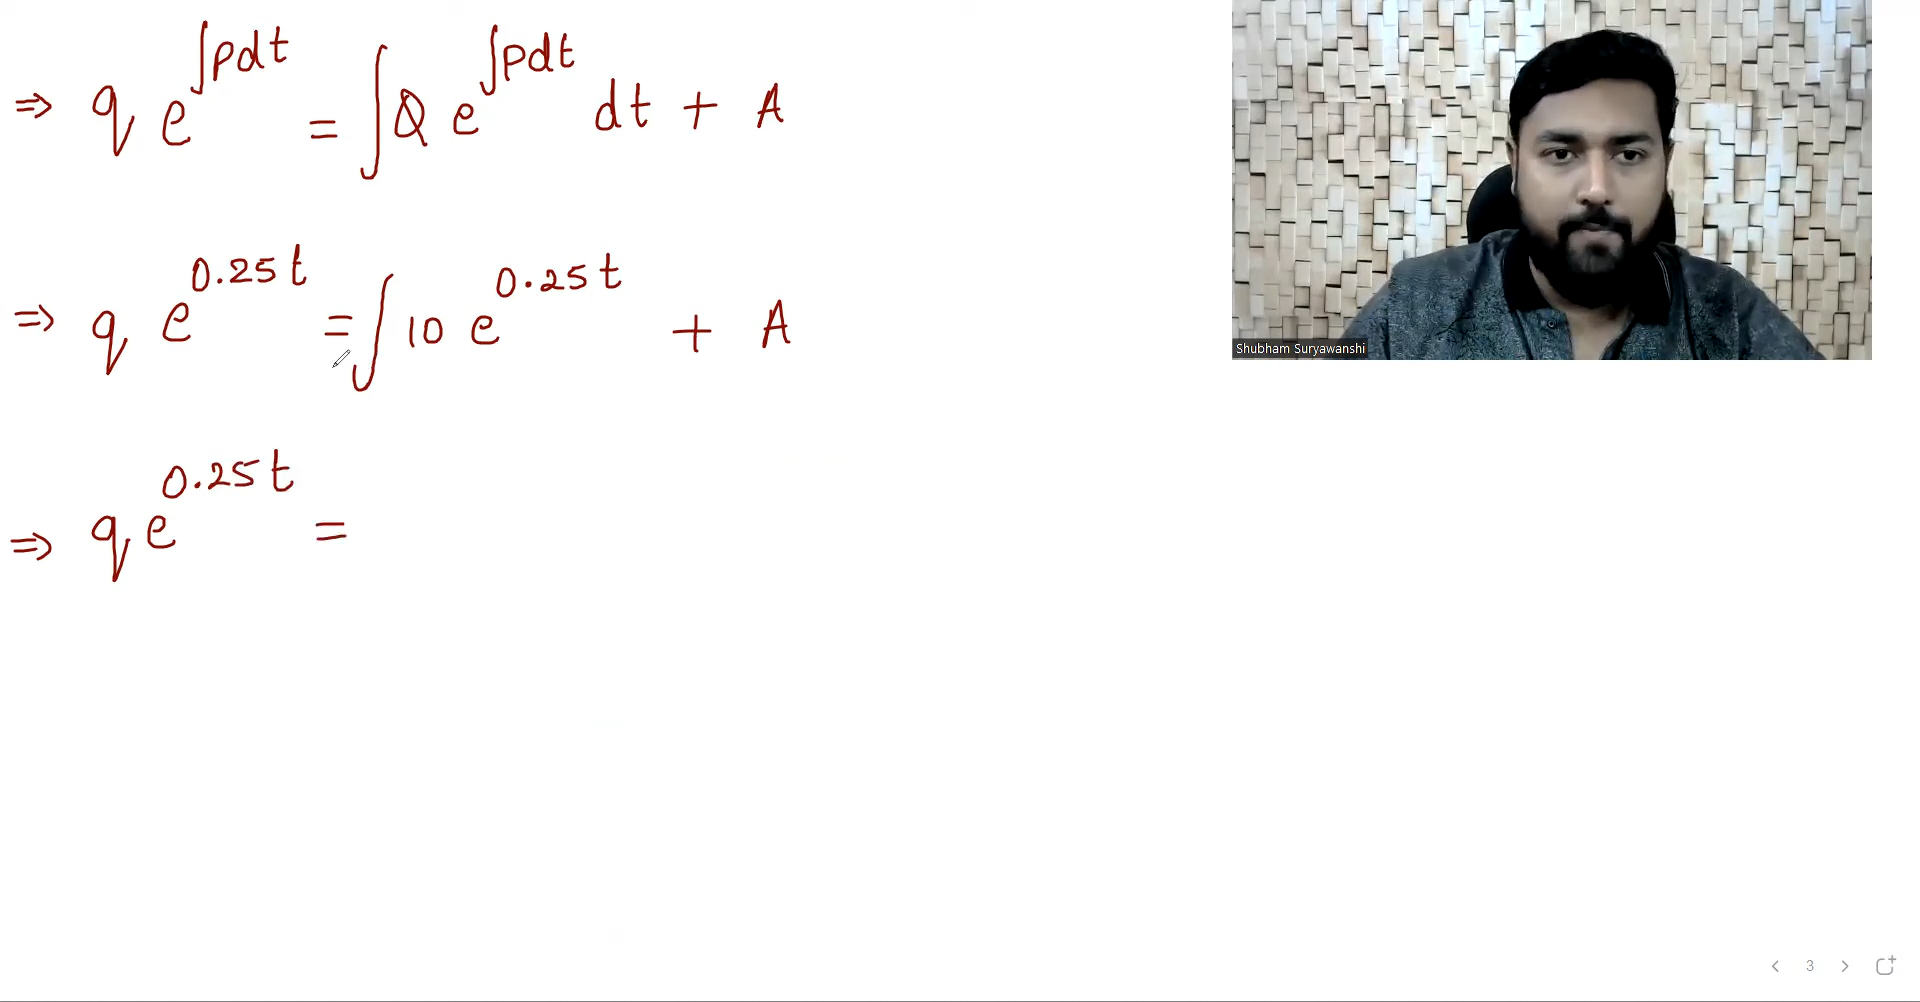 ⇒ q e^{∫pdt} = ∫Q e^{∫pdt} dt + A
⇒ q e^{0.25t} = ∫10 e^{0.25t} + A
⇒ q e^{0.25t} =
Shubham Suryawanshi
3